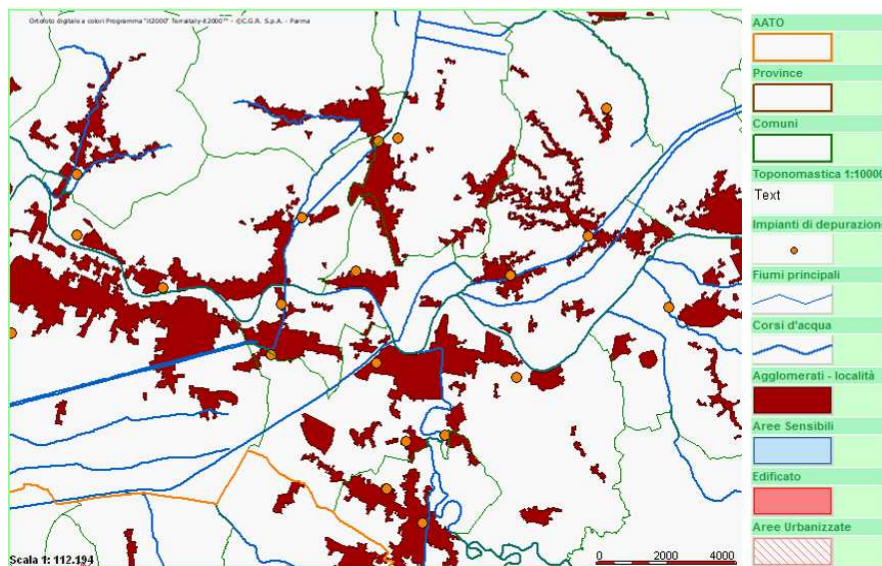 Ortofoto digitale a colori Programma "it2000" Terraitaly-it2000™ - ©C.G.R. S.p.A. - Parma
AATO
Province
Comuni
Toponomastica 1:10000
Text
Impianti di depurazione
Fiumi principali
Corsi d'acqua
Agglomerati - località
Aree Sensibili
Edificato
Aree Urbanizzate
Scala 1: 112.194
0 2000 4000